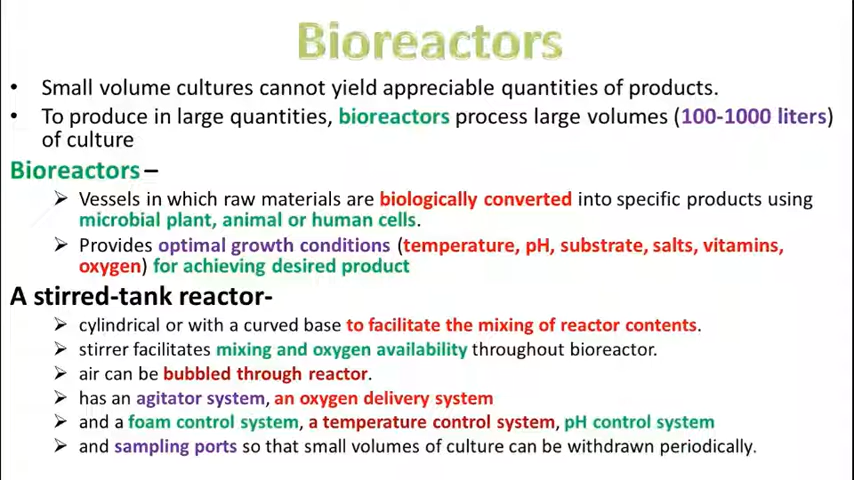 Bioreactors
• Small volume cultures cannot yield appreciable quantities of products.
• To produce in large quantities, bioreactors process large volumes (100-1000 liters)
of culture
Bioreactors –
➢ Vessels in which raw materials are biologically converted into specific products using
microbial plant, animal or human cells.
➢ Provides optimal growth conditions (temperature, pH, substrate, salts, vitamins,
oxygen) for achieving desired product
A stirred-tank reactor-
➢ cylindrical or with a curved base to facilitate the mixing of reactor contents.
➢ stirrer facilitates mixing and oxygen availability throughout bioreactor.
➢ air can be bubbled through reactor.
➢ has an agitator system, an oxygen delivery system
➢ and a foam control system, a temperature control system, pH control system
➢ and sampling ports so that small volumes of culture can be withdrawn periodically.